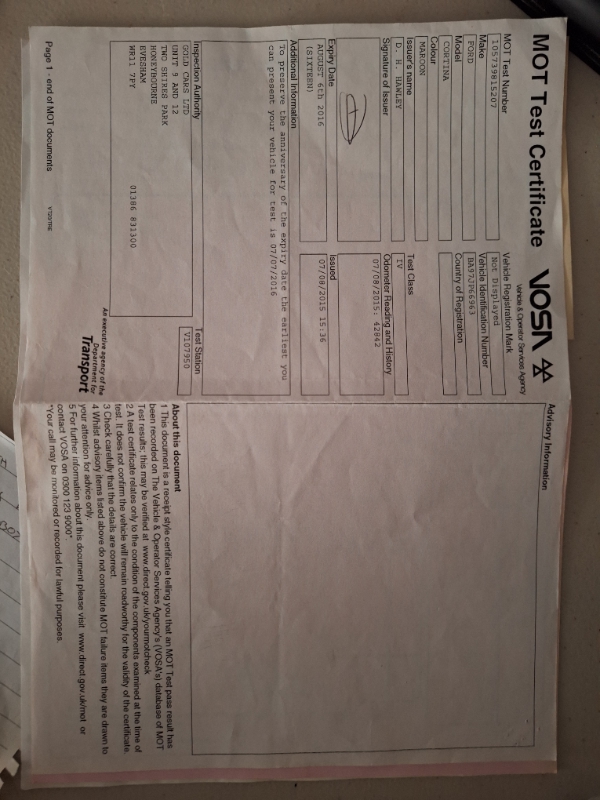 MOT Test Certificate
VOSA
Vehicle & Operator Services Agency
MOT Test Number
105739815207
Vehicle Registration Mark
Not Displayed
Make
FORD
Vehicle Identification Number
Model
CORTINA
Country of Registration
Colour
MAROON
Issuer's name
D. H. HAWLEY
Test Class
IV
Signature of Issuer
Odometer Reading and History
07/08/2015: 42842
Expiry Date
AUGUST 6th 2016
(SIXTEEN)
Issued
07/08/2015 15:36
Additional Information
To preserve the anniversary of the expiry date the earliest you
can present your vehicle for test is 07/07/2016
Inspection Authority
GOLD CARS LTD
UNIT 9 AND 12
TWO SHIRES PARK
HONEYBOURNE
EVESHAM
WR11 7PY
01386 831300
Test Station
V107950
An executive agency of the
Department for
Transport
Page 1 - end of MOT documents
Advisory Information
About this document
1 This document is a receipt style certificate telling you that an MOT Test pass result has
been recorded on The Vehicle & Operator Services Agency's (VOSA's) database of MOT
Test results; this may be verified at www.direct.gov.uk/yourmotcheck
2 A test certificate relates only to the condition of the components examined at the time of
test. It does not confirm the vehicle will remain roadworthy for the validity of the certificate.
3 Check carefully that the details are correct.
4 Whilst advisory items listed above do not constitute MOT failure items they are drawn to
your attention for advice only.
5 For further information about this document please visit www.direct.gov.uk/mot or
contact VOSA on 0300 123 9000*
*Your call may be monitored or recorded for lawful purposes.